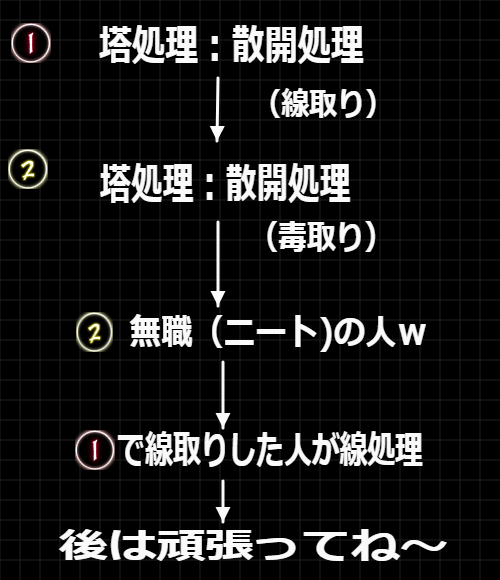 ① 塔処理：散開処理
（線取り）
② 塔処理：散開処理
（毒取り）
② 無職（ニート)の人ｗ
①で線取りした人が線処理
後は頑張ってね～